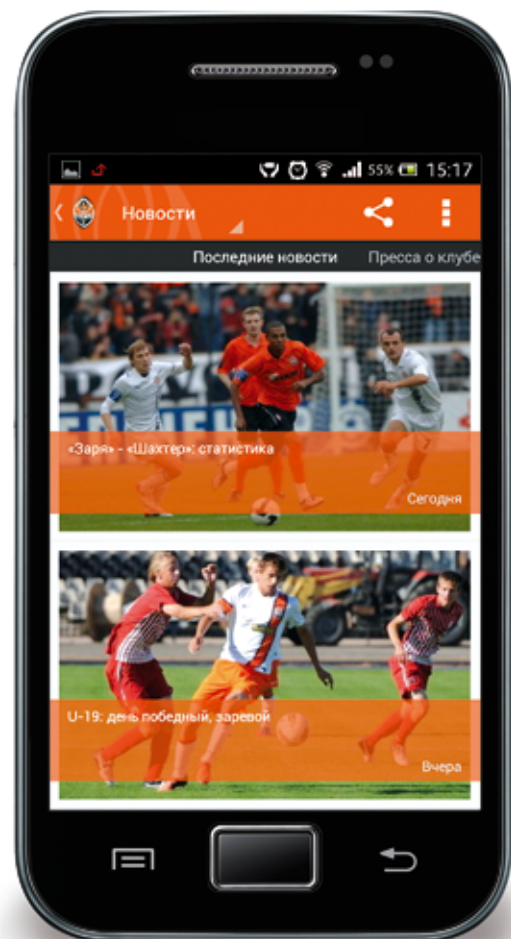 55% 15:17
Новости
Последние новости Пресса о клубе
«Заря» - «Шахтер»: статистика
Сегодня
U-19: день победный, заревой
Вчера